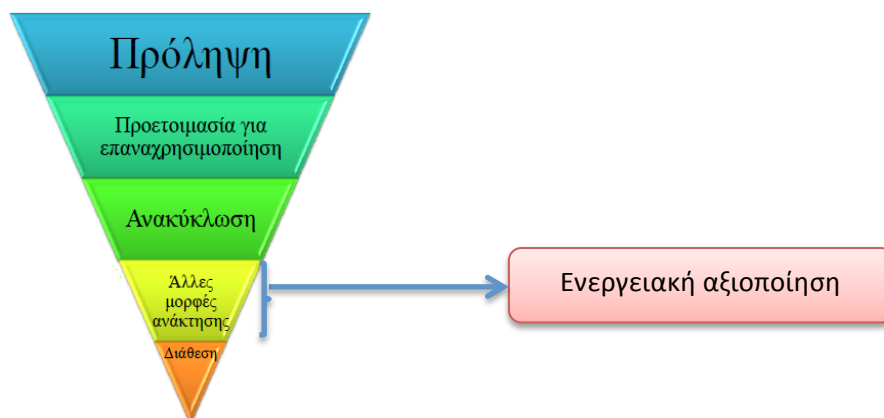 Πρόληψη
Προετοιμασία για
επαναχρησιμοποίηση
Ανακύκλωση
Άλλες
μορφές
ανάκτησης
Διάθεση
Ενεργειακή αξιοποίηση